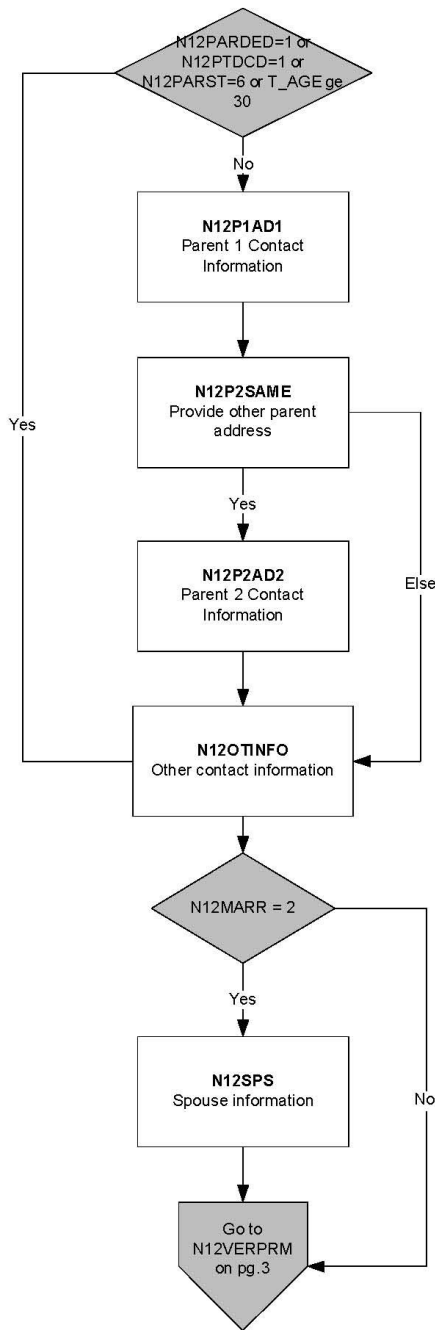 N12PARDED=1 or
N12PTDCD=1 or
N12PARST=6 or T_AGE ge
30
No
N12P1AD1
Parent 1 Contact
Information
N12P2SAME
Provide other parent
address
Yes
Yes
N12P2AD2
Parent 2 Contact
Information
Else
N12OTINFO
Other contact information
N12MARR = 2
Yes
N12SPS
Spouse information
No
Go to
N12VERPRM
on pg.3